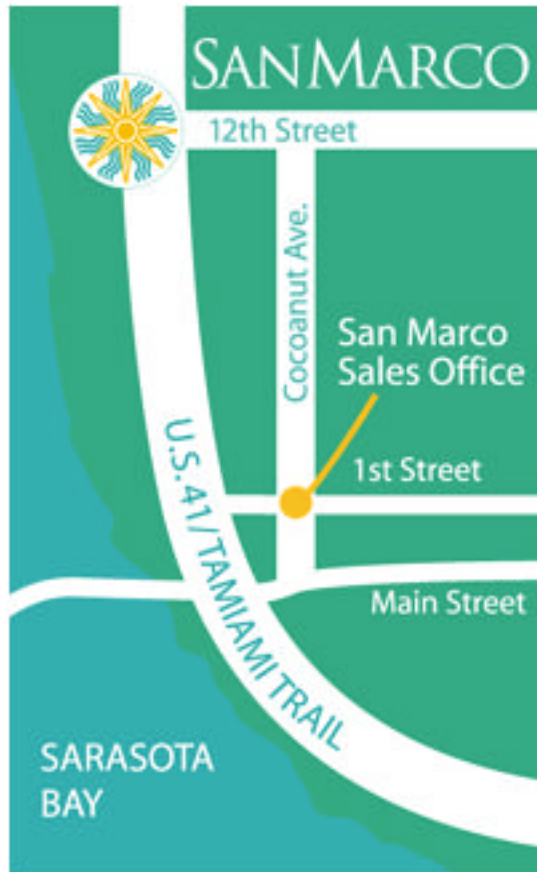 SAN MARCO
12th Street
Cocoanut Ave.
San Marco
Sales Office
1st Street
U.S. 41/TAMIAMI TRAIL
Main Street
SARASOTA
BAY